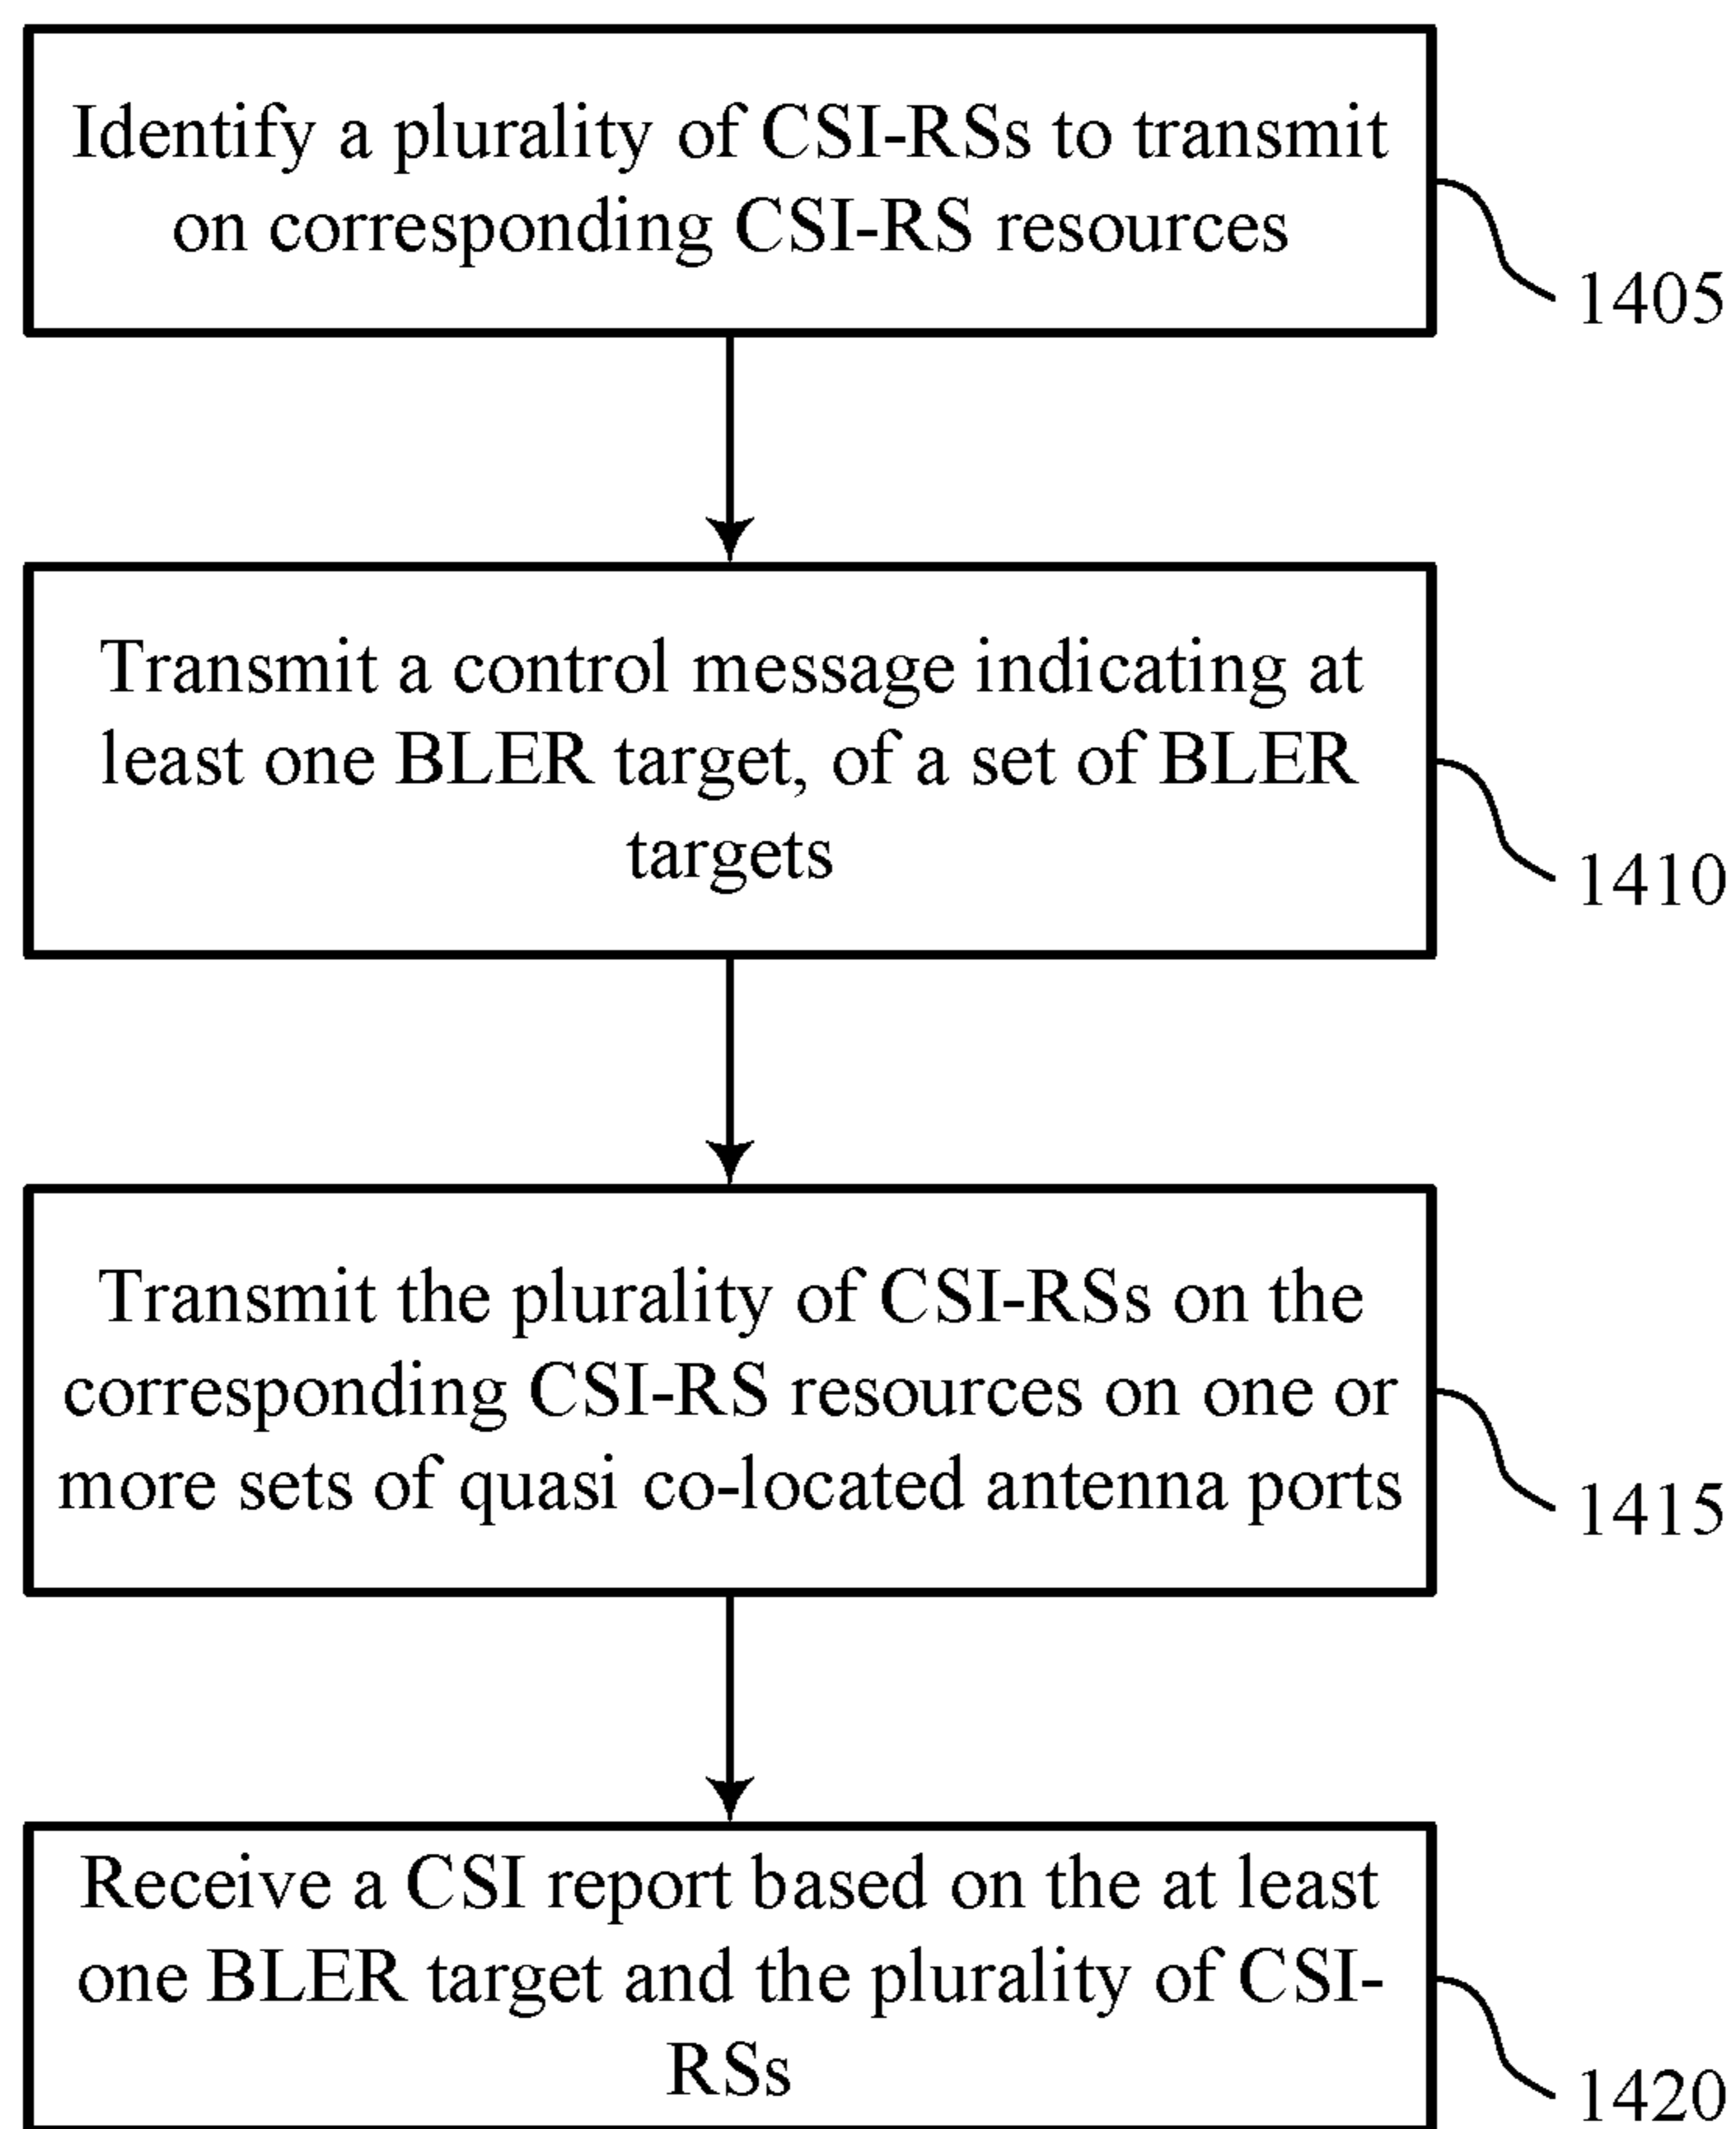 Identify a plurality of CSI-RSs to transmit
on corresponding CSI-RS resources
1405
Transmit a control message indicating at
least one BLER target, of a set of BLER
targets
1410
Transmit the plurality of CSI-RSs on the
corresponding CSI-RS resources on one or
more sets of quasi co-located antenna ports
1415
Receive a CSI report based on the at least
one BLER target and the plurality of CSI-
RSs
1420